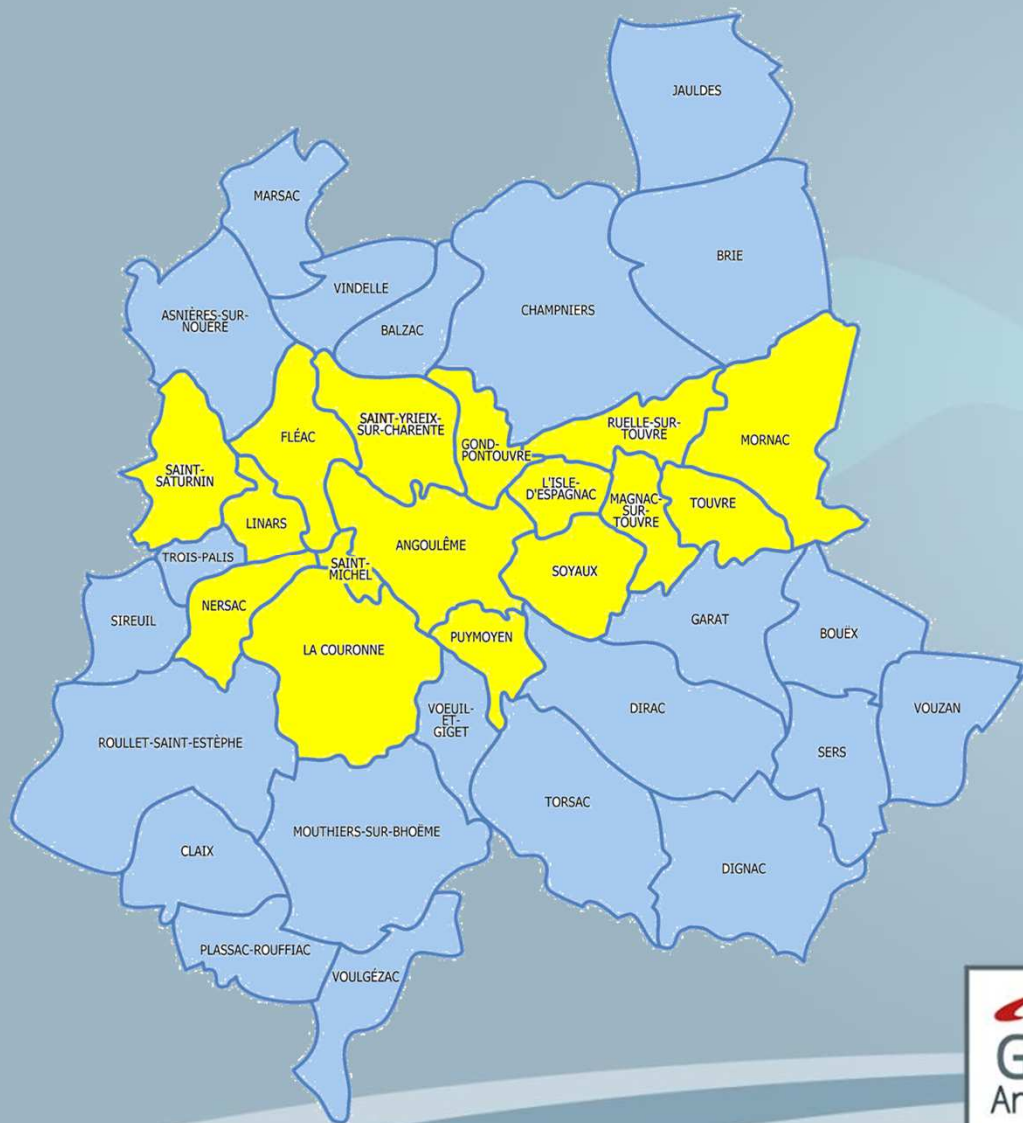 JAULDES
MARSAC
BRIE
VINDELLE
CHAMPNIERS
ASNIÈRES-SUR-
NOUÈRE
BALZAC
SAINT-YRIEIX-
SUR-CHARENTE
RUELLE-SUR-
TOUVRE
FLÉAC
MORNAC
GOND-
PONTOUVRE
SAINT-
SATURNIN
L'ISLE-
D'ESPAGNAC
MAGNAC-
SUR-
TOUVRE
TOUVRE
LINARS
ANGOULÊME
TROIS-PALIS
SAINT-
MICHEL
SOYAUX
NERSAC
SIREUIL
GARAT
BOUËX
PUYMOYEN
LA COURONNE
VOEUIL-
ET-
GIGET
DIRAC
VOUZAN
ROULLET-SAINT-ESTÈPHE
SERS
TORSAC
MOUTHIERS-SUR-BHOËME
CLAIX
DIGNAC
PLASSAC-ROUFFIAC
VOULGÉZAC